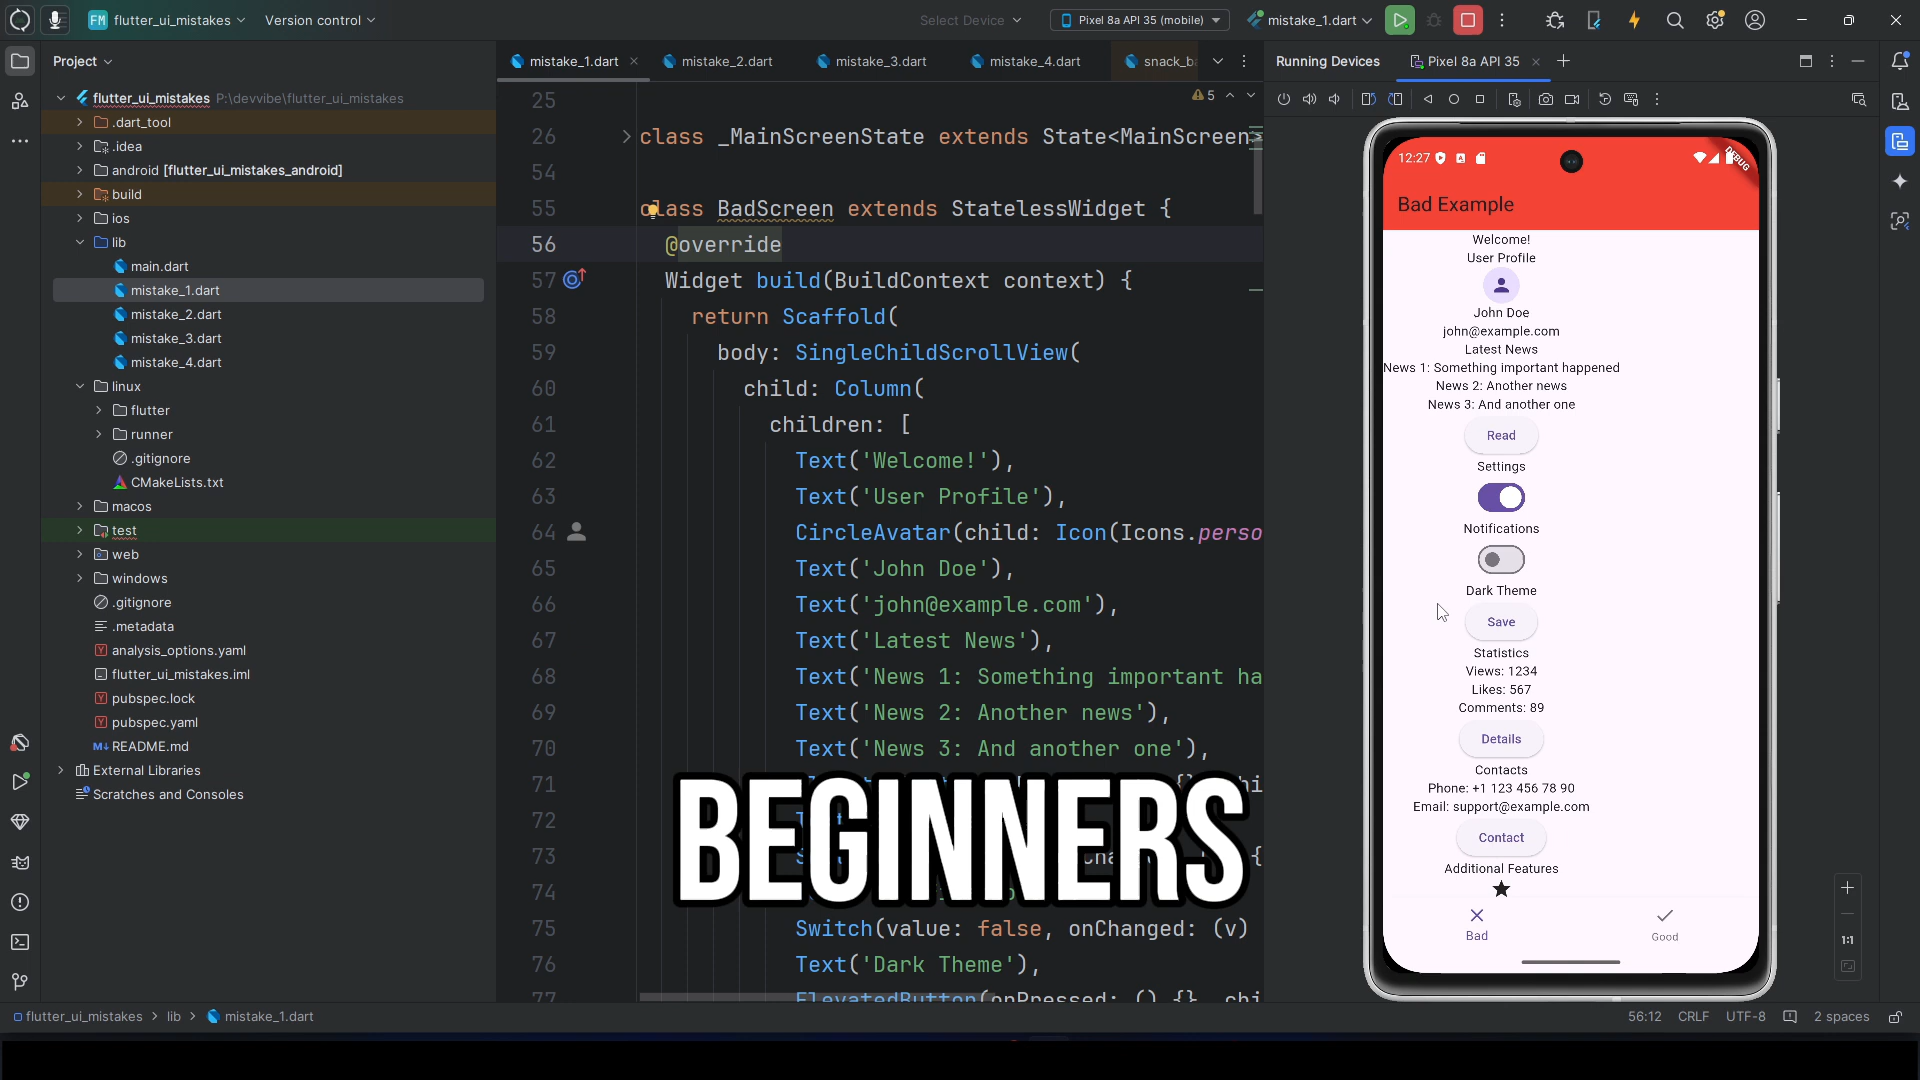 FM flutter_ui_mistakes
Version control
Select Device
Pixel 8a API 35 (mobile)
mistake_1.dart
Project
mistake_1.dart
mistake_2.dart
mistake_3.dart
mistake_4.dart
snack_b
Running Devices
Pixel 8a API 35
flutter_ui_mistakes P:\devvibe\flutter_ui_mistakes
.dart_tool
.idea
android [flutter_ui_mistakes_android]
build
ios
lib
main.dart
mistake_1.dart
mistake_2.dart
mistake_3.dart
mistake_4.dart
linux
flutter
runner
.gitignore
CMakeLists.txt
macos
test
web
windows
.gitignore
.metadata
analysis_options.yaml
flutter_ui_mistakes.iml
pubspec.lock
pubspec.yaml
README.md
External Libraries
Scratches and Consoles
5
25
26 class _MainScreenState extends State<MainScreen>
54
55 class BadScreen extends StatelessWidget {
56 @override
57 Widget build(BuildContext context) {
58 return Scaffold(
59 body: SingleChildScrollView(
60 child: Column(
61 children: [
62 Text('Welcome!'),
63 Text('User Profile'),
64 CircleAvatar(child: Icon(Icons.perso
65 Text('John Doe'),
66 Text('john@example.com'),
67 Text('Latest News'),
68 Text('News 1: Something important ha
69 Text('News 2: Another news'),
70 Text('News 3: And another one'),
71
72
73
74
75 Switch(value: false, onChanged: (v)
76 Text('Dark Theme'),
77 ElevatedButton(onPressed: () {}, chi
BEGINNERS
12:27
DEBUG
Bad Example
Welcome!
User Profile
John Doe
john@example.com
Latest News
News 1: Something important happened
News 2: Another news
News 3: And another one
Read
Settings
Notifications
Dark Theme
Save
Statistics
Views: 1234
Likes: 567
Comments: 89
Details
Contacts
Phone: +1 123 456 78 90
Email: support@example.com
Contact
Additional Features
Bad
Good
1:1
flutter_ui_mistakes > lib > mistake_1.dart
56:12 CRLF UTF-8 2 spaces